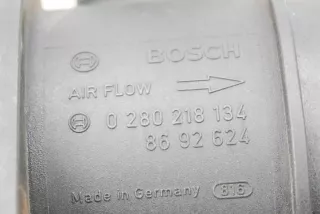 BOSCH
AIR FLOW
0 280 218 134
86 92 624
Made in Germany 816